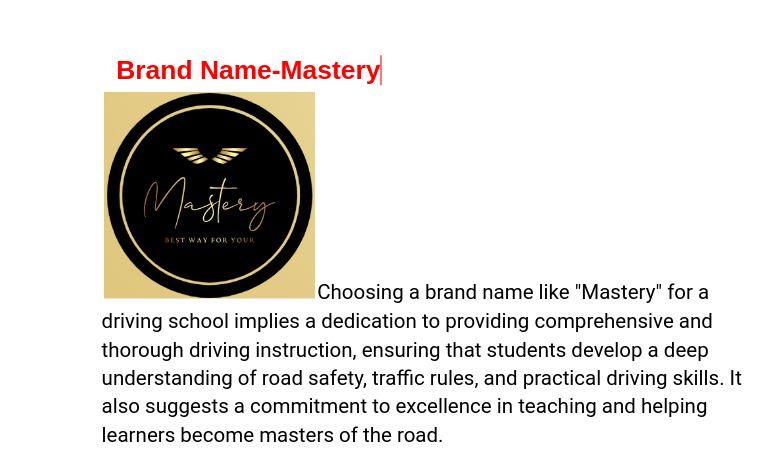 Brand Name-Mastery
Mastery
BEST WAY FOR YOUR
Choosing a brand name like "Mastery" for a
driving school implies a dedication to providing comprehensive and
thorough driving instruction, ensuring that students develop a deep
understanding of road safety, traffic rules, and practical driving skills. It
also suggests a commitment to excellence in teaching and helping
learners become masters of the road.